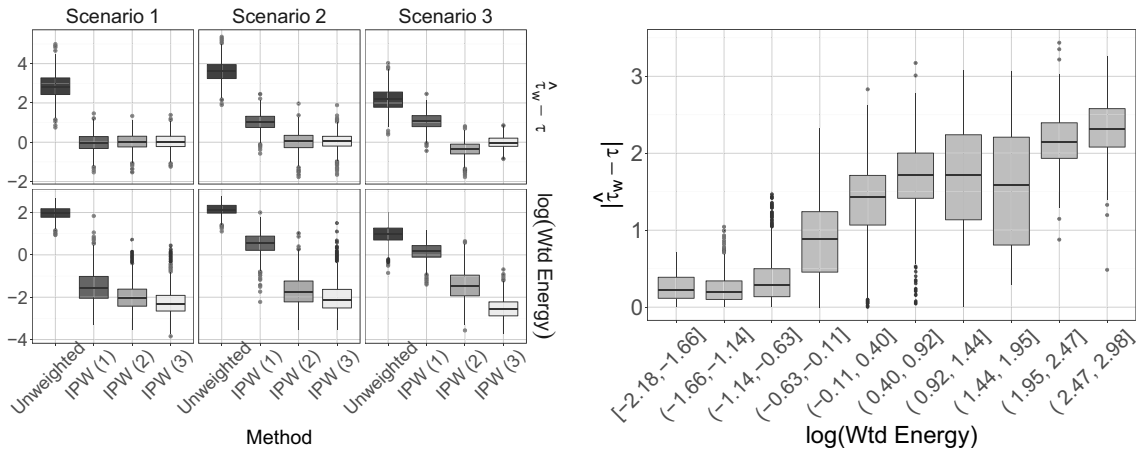 Scenario 1
Scenario 2
Scenario 3
4
2
0
−2
τ̂w − τ
2
0
−2
−4
log(Wtd Energy)
Unweighted
IPW (1)
IPW (2)
IPW (3)
Unweighted
IPW (1)
IPW (2)
IPW (3)
Unweighted
IPW (1)
IPW (2)
IPW (3)
Method
|τ̂w − τ|
3
2
1
0
[−2.18, −1.66]
(−1.66, −1.14]
(−1.14, −0.63]
(−0.63, −0.11]
(−0.11, 0.40]
( 0.40, 0.92]
( 0.92, 1.44]
( 1.44, 1.95]
( 1.95, 2.47]
( 2.47, 2.98]
log(Wtd Energy)